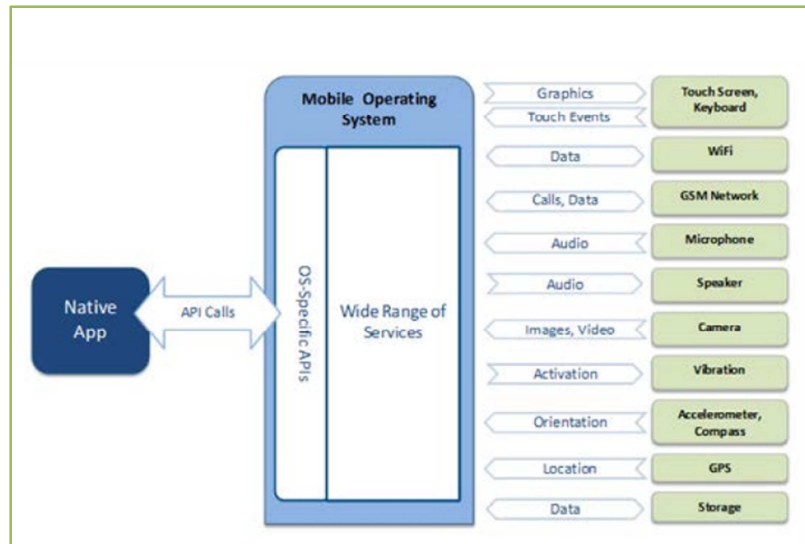 Mobile Operating
System
Native
App
API Calls
OS-Specific APIs
Wide Range of
Services
Graphics
Touch Events
Touch Screen,
Keyboard
Data
WiFi
Calls, Data
GSM Network
Audio
Microphone
Audio
Speaker
Images, Video
Camera
Activation
Vibration
Orientation
Accelerometer,
Compass
Location
GPS
Data
Storage